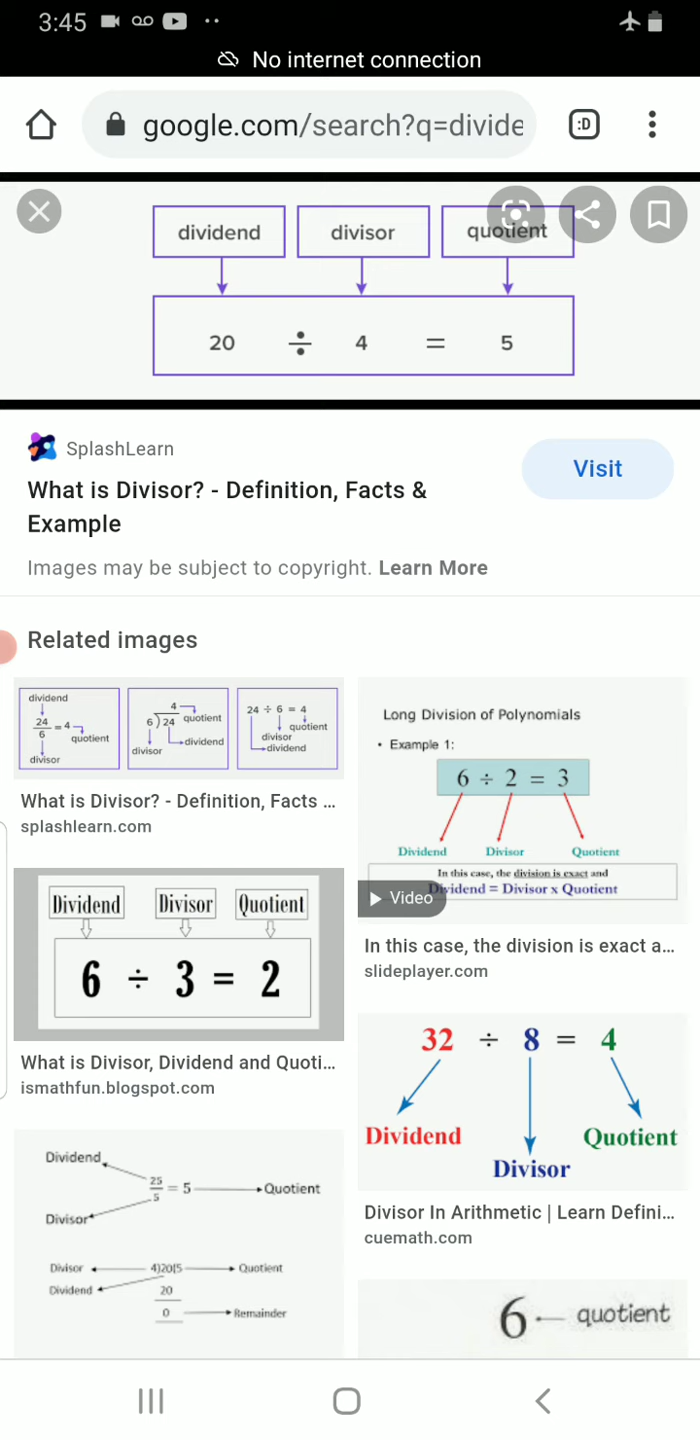 3:45
No internet connection
google.com/search?q=divide
:D
dividend divisor quotient
20 ÷ 4 = 5
SplashLearn
Visit
What is Divisor? - Definition, Facts &
Example
Images may be subject to copyright. Learn More
Related images
dividend
24
6
= 4
quotient
divisor
4
quotient
6)24
dividend
divisor
24 ÷ 6 = 4
quotient
divisor
dividend
What is Divisor? - Definition, Facts ...
splashlearn.com
Long Division of Polynomials
• Example 1:
6 ÷ 2 = 3
Dividend Divisor Quotient
In this case, the division is exact and
Dividend = Divisor x Quotient
Video
In this case, the division is exact a...
slideplayer.com
Dividend Divisor Quotient
6 ÷ 3 = 2
What is Divisor, Dividend and Quoti...
ismathfun.blogspot.com
32 ÷ 8 = 4
Dividend
Quotient
Divisor
Divisor In Arithmetic | Learn Defini...
cuemath.com
Dividend
25
5
= 5
Quotient
Divisor
Divisor 4)20(5 Quotient
Dividend 20
0 Remainder
6 quotient